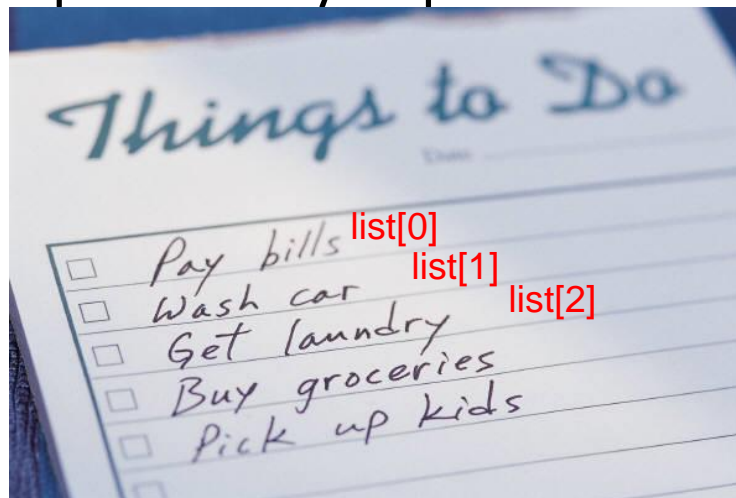 Things to Do
Date
Pay bills list[0]
Wash car list[1]
Get laundry list[2]
Buy groceries
Pick up kids